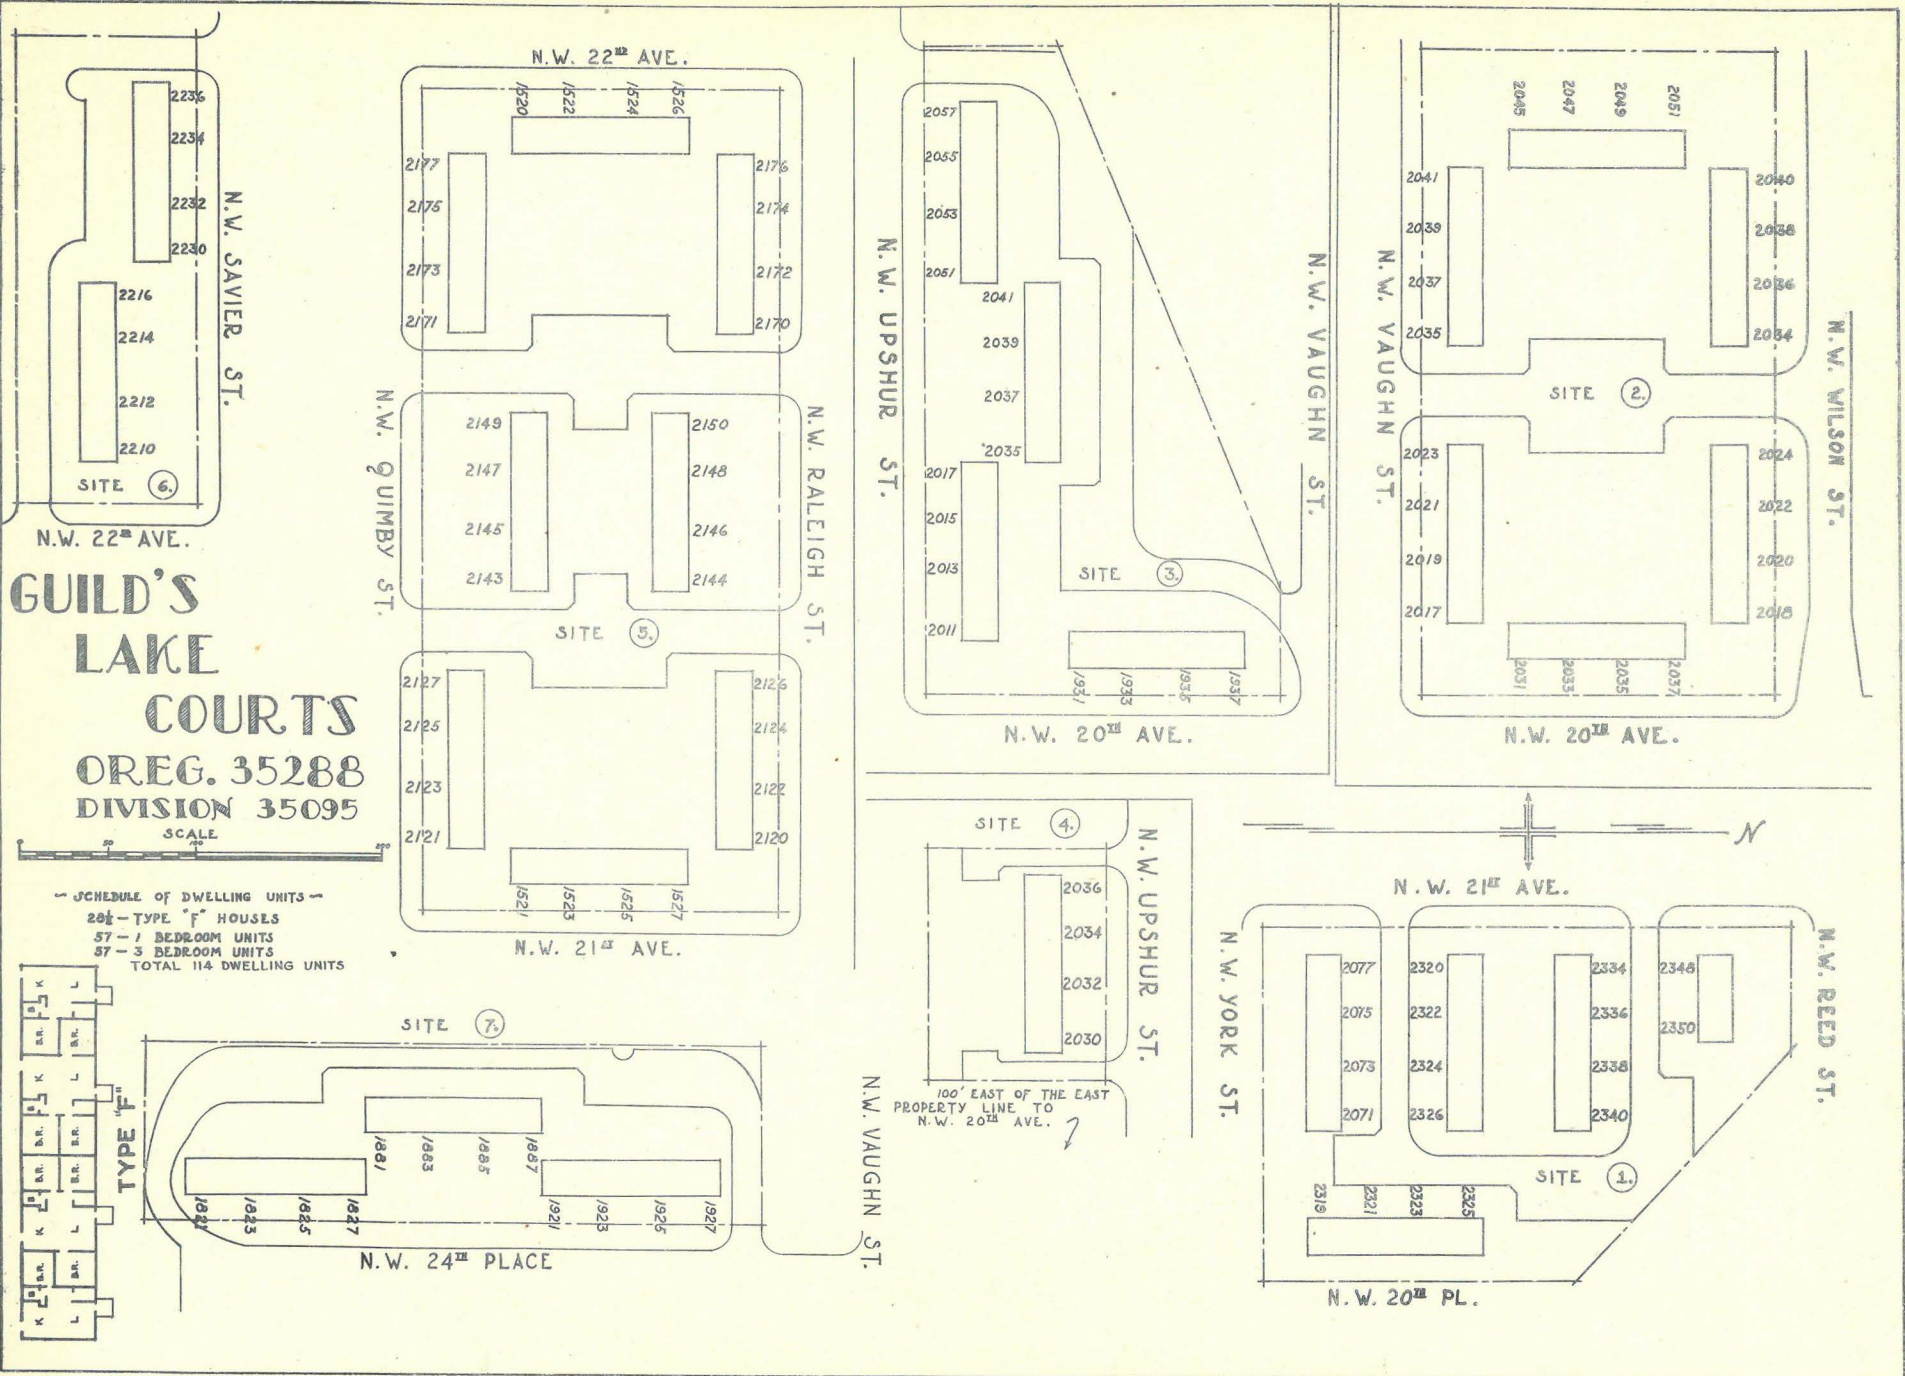 N.W. 22ND AVE.
2236
2234
2232
2230
N.W. SAVIER ST.
2216
2214
2212
2210
SITE 6.
N.W. 22ND AVE.
GUILD'S
LAKE
COURTS
OREG. 35288
DIVISION 35095
SCALE
0 50 100 200
~ SCHEDULE OF DWELLING UNITS ~
28½ - TYPE "F" HOUSES
57 - 1 BEDROOM UNITS
57 - 3 BEDROOM UNITS
TOTAL 114 DWELLING UNITS
TYPE "F"
K L
B
B.R. B.R.
K L
B
B.R. B.R.
B.R. B.R.
B
K L
B.R. B.R.
B
K L
1520 1522 1524 1526
2177
2175
2173
2171
2176
2174
2172
2170
N.W. QUIMBY ST.
2149
2147
2145
2143
2150
2148
2146
2144
N.W. RALEIGH ST.
SITE 5.
2127
2125
2123
2121
2126
2124
2122
2120
1521 1523 1525 1527
N.W. 21ST AVE.
SITE 7.
1881 1883 1885 1887
1821 1823 1825 1827
1921 1923 1925 1927
N.W. 24TH PLACE
N.W. VAUGHN ST.
N.W. UPSHUR ST.
2057
2055
2053
2051
2041
2039
2037
2035
2017
2015
2013
2011
SITE 3.
1931 1933 1935 1937
N.W. 20TH AVE.
N.W. VAUGHN ST.
N.W. VAUGHN ST.
2045 2047 2049 2051
2041
2039
2037
2035
2040
2038
2036
2034
SITE 2.
N.W. WILSON ST.
2023
2021
2019
2017
2024
2022
2020
2018
2031 2033 2035 2037
N.W. 20TH AVE.
SITE 4.
2036
2034
2032
2030
N.W. UPSHUR ST.
100' EAST OF THE EAST
PROPERTY LINE TO
N.W. 20TH AVE.
N
N.W. 21ST AVE.
N.W. YORK ST.
2077
2075
2073
2071
2320
2322
2324
2326
2334
2336
2338
2340
2348
2350
N.W. REED ST.
SITE 1.
2319 2321 2323 2325
N.W. 20TH PL.